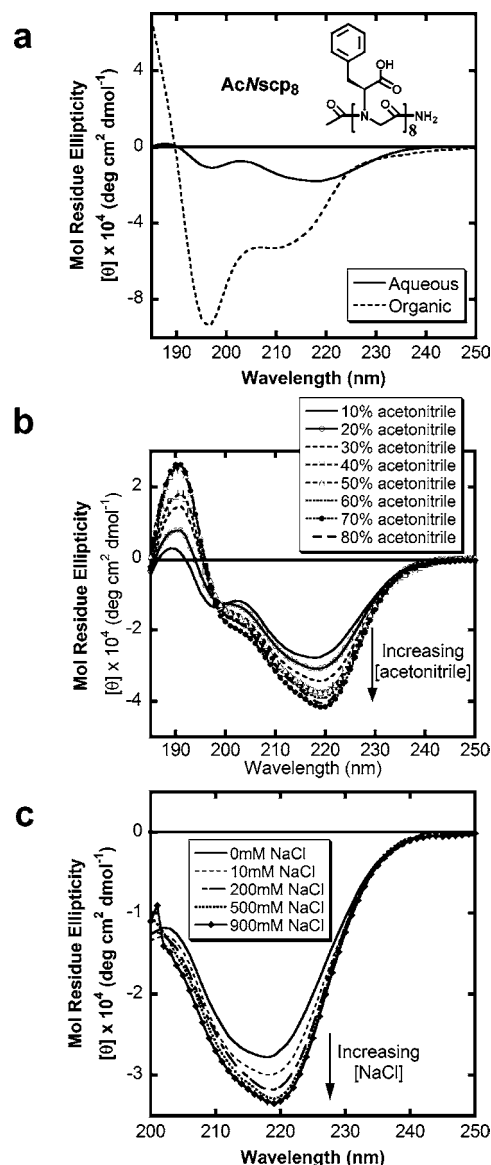 a
AcNscp8
OH
O
O
N
O
8
NH2
Mol Residue Ellipticity
[θ] x 10⁴ (deg cm² dmol⁻¹)
4
0
-4
-8
Aqueous
Organic
190 200 210 220 230 240 250
Wavelength (nm)
b
10% acetonitrile
20% acetonitrile
30% acetonitrile
40% acetonitrile
50% acetonitrile
60% acetonitrile
70% acetonitrile
80% acetonitrile
Mol Residue Ellipticity
[θ] x 10⁴ (deg cm² dmol⁻¹)
2
0
-2
-4
Increasing
[acetonitrile]
190 200 210 220 230 240 250
Wavelength (nm)
c
Mol Residue Ellipticity
[θ] x 10⁴ (deg cm² dmol⁻¹)
0
-1
-2
-3
0mM NaCl
10mM NaCl
200mM NaCl
500mM NaCl
900mM NaCl
Increasing
[NaCl]
200 210 220 230 240 250
Wavelength (nm)